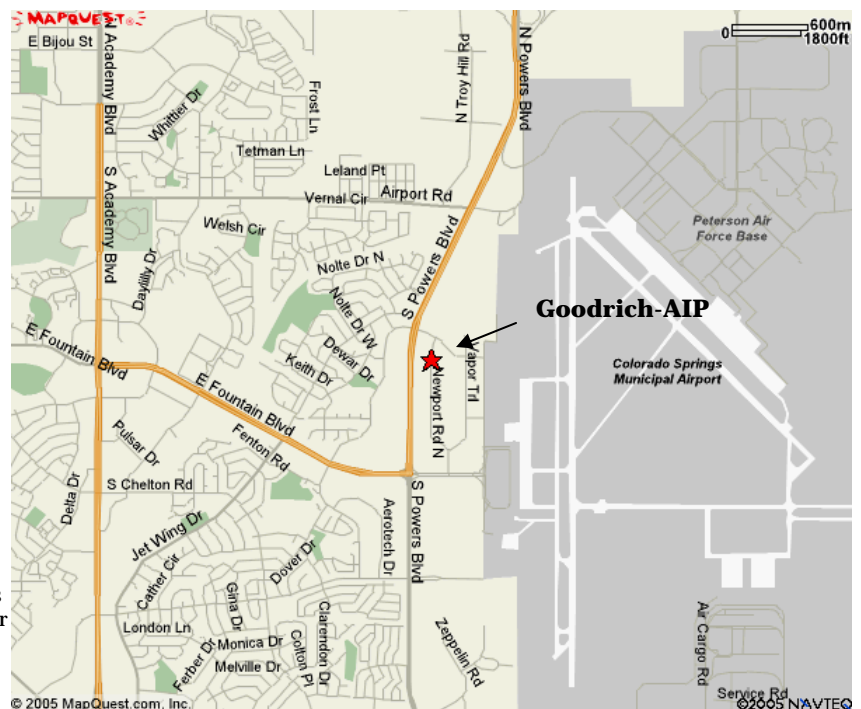 MAPQUEST
E Bijou St
N Academy Blvd
Whittier Dr
Frost Ln
N Troy Hill Rd
N Powers Blvd
0 600m
1800ft
Tetman Ln
Leland Pt
Airport Rd
Vernal Cir
S Academy Blvd
Welsh Cir
Peterson Air
Force Base
Daylily Dr
Nolte Dr N
S Powers Blvd
Nolte Dr W
Goodrich-AIP
E Fountain Blvd
Keith Dr
Dewar Dr
Vapor Trl
Newport Rd N
Colorado Springs
Municipal Airport
E Fountain Blvd
Pulsar Dr
Fenton Rd
Delta Dr
S Chelton Rd
S Powers Blvd
Aerotech Dr
Jet Wing Dr
Cather Cir
Dover Dr
Gina Dr
London Ln
Clarendon Dr
Colton Pl
Ferber Dr
Monica Dr
Melville Dr
Zeppelin Rd
Air Cargo Rd
Service Rd
© 2005 MapQuest.com, Inc.
©2005 NAVTEQ